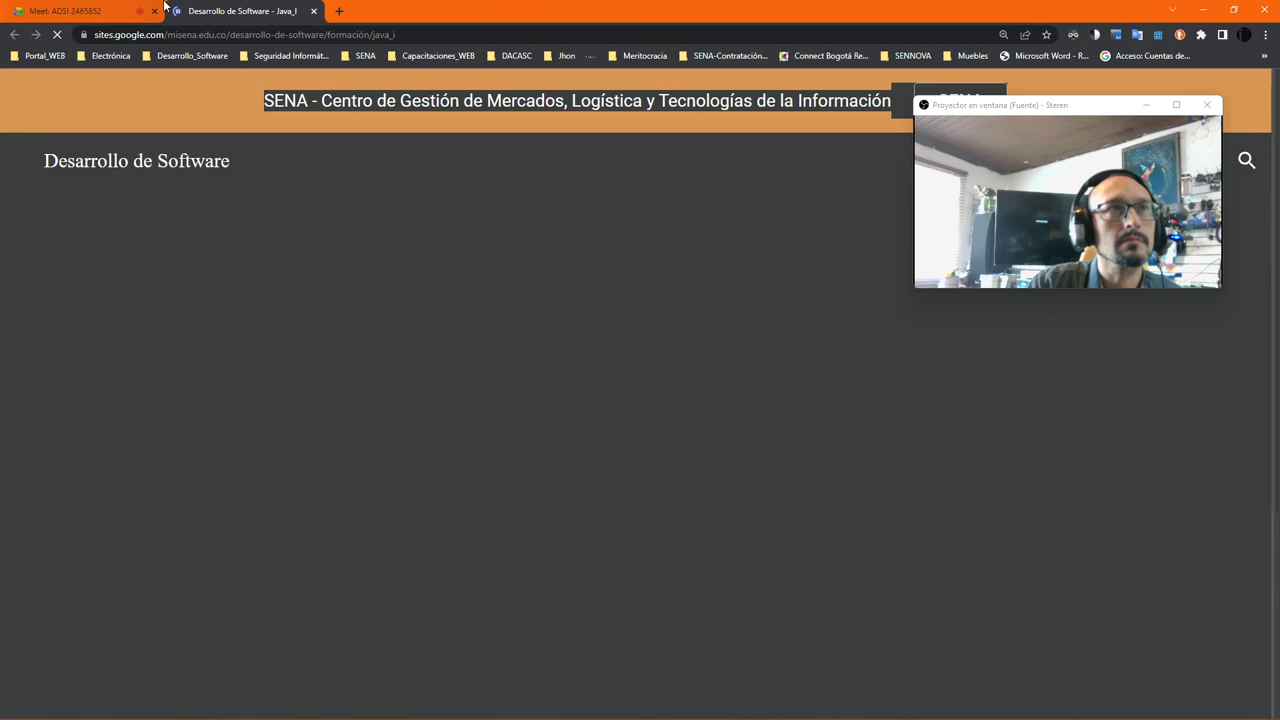 Meet: ADSI 2465852
Desarrollo de Software - Java_I
sites.google.com/misena.edu.co/desarrollo-de-software/formación/java_i
Portal_WEB
Electrónica
Desarrollo_Software
Seguridad Informát...
SENA
Capacitaciones_WEB
DACASC
Jhon
Meritocracia
SENA-Contratación...
Connect Bogotá Re...
SENNOVA
Muebles
Microsoft Word - R...
Acceso: Cuentas de...
SENA - Centro de Gestión de Mercados, Logística y Tecnologías de la Información
Proyector en ventana (Fuente) - Steren
Desarrollo de Software